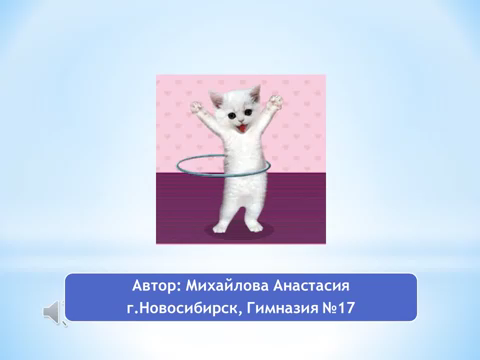 Автор: Михайлова Анастасия
г.Новосибирск, Гимназия №17